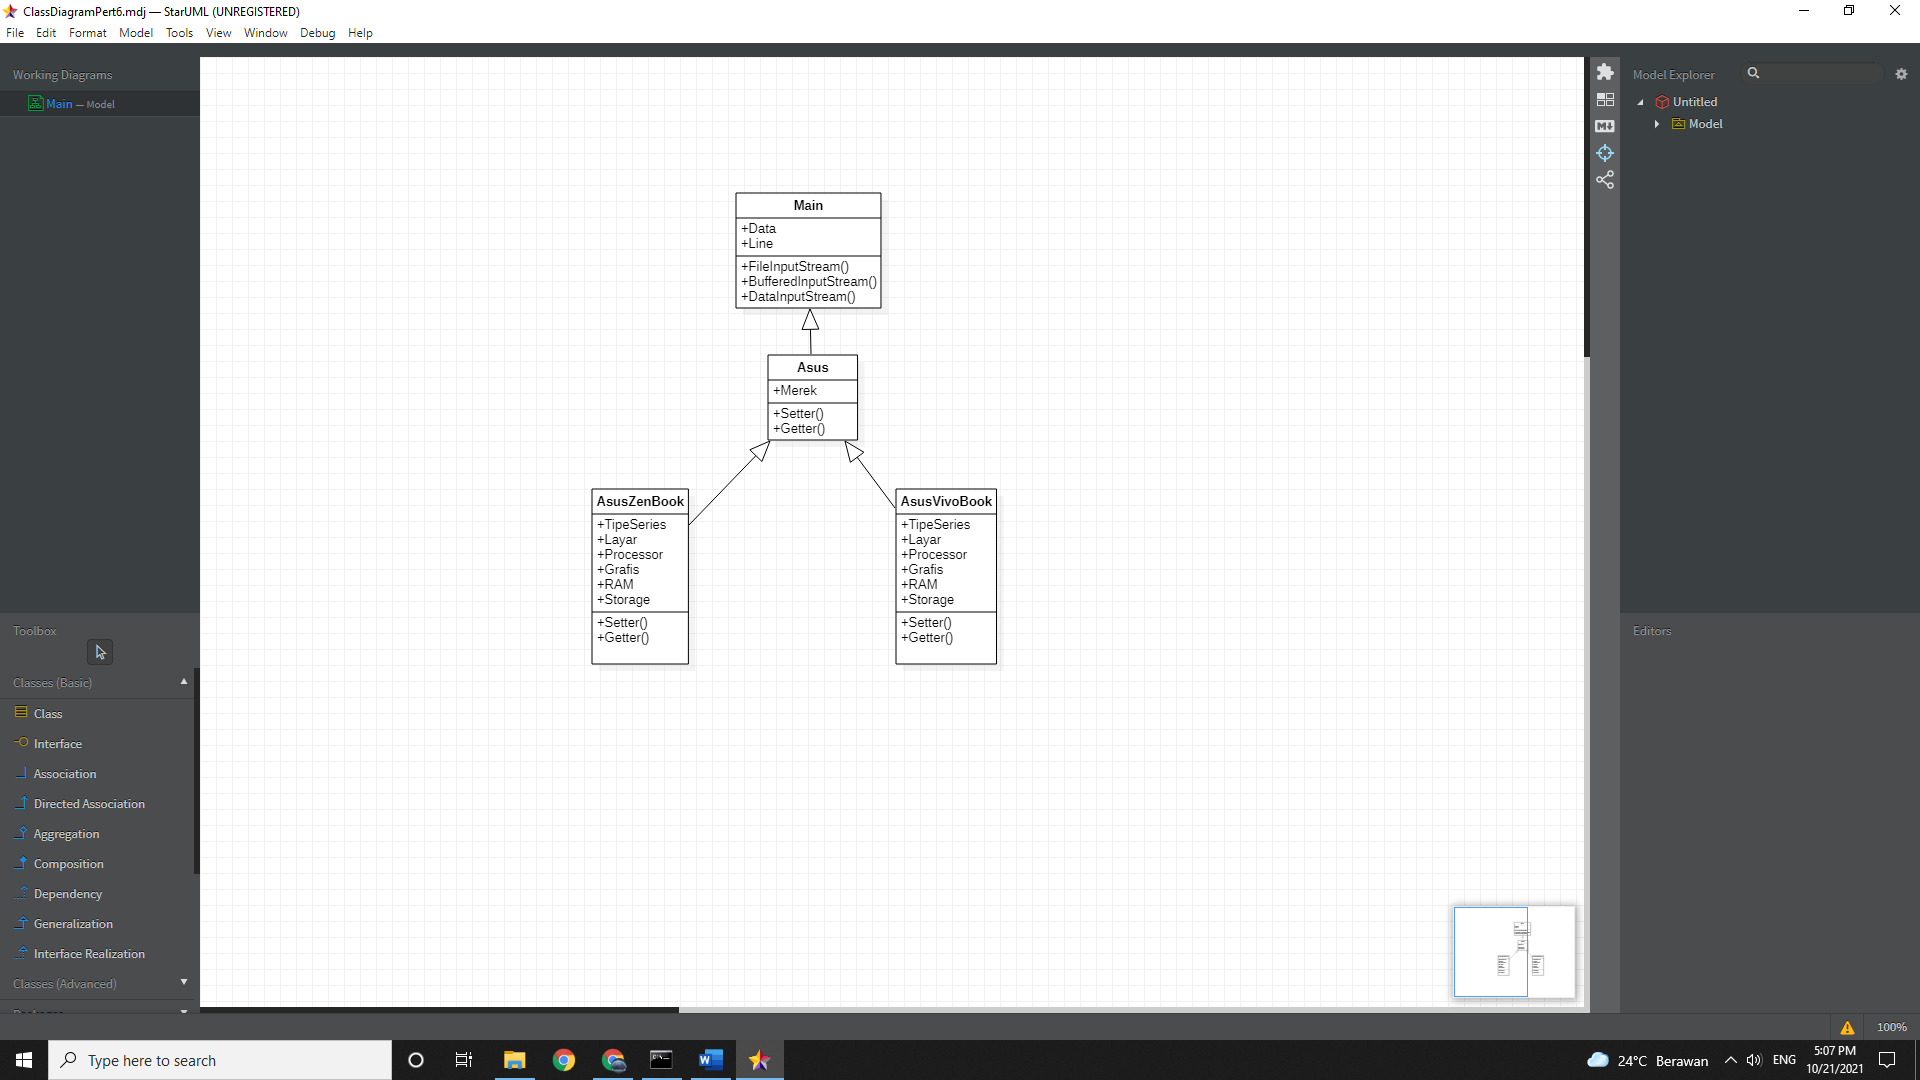 ClassDiagramPert6.mdj — StarUML (UNREGISTERED)
File Edit Format Model Tools View Window Debug Help
Working Diagrams
Main — Model
Model Explorer
Untitled
Model
Main
+Data
+Line
+FileInputStream()
+BufferedInputStream()
+DataInputStream()
Asus
+Merek
+Setter()
+Getter()
AsusZenBook
+TipeSeries
+Layar
+Processor
+Grafis
+RAM
+Storage
+Setter()
+Getter()
AsusVivoBook
+TipeSeries
+Layar
+Processor
+Grafis
+RAM
+Storage
+Setter()
+Getter()
Toolbox
Classes (Basic)
Class
Interface
Association
Directed Association
Aggregation
Composition
Dependency
Generalization
Interface Realization
Classes (Advanced)
Editors
100%
Type here to search
24°C Berawan
ENG
5:07 PM
10/21/2021